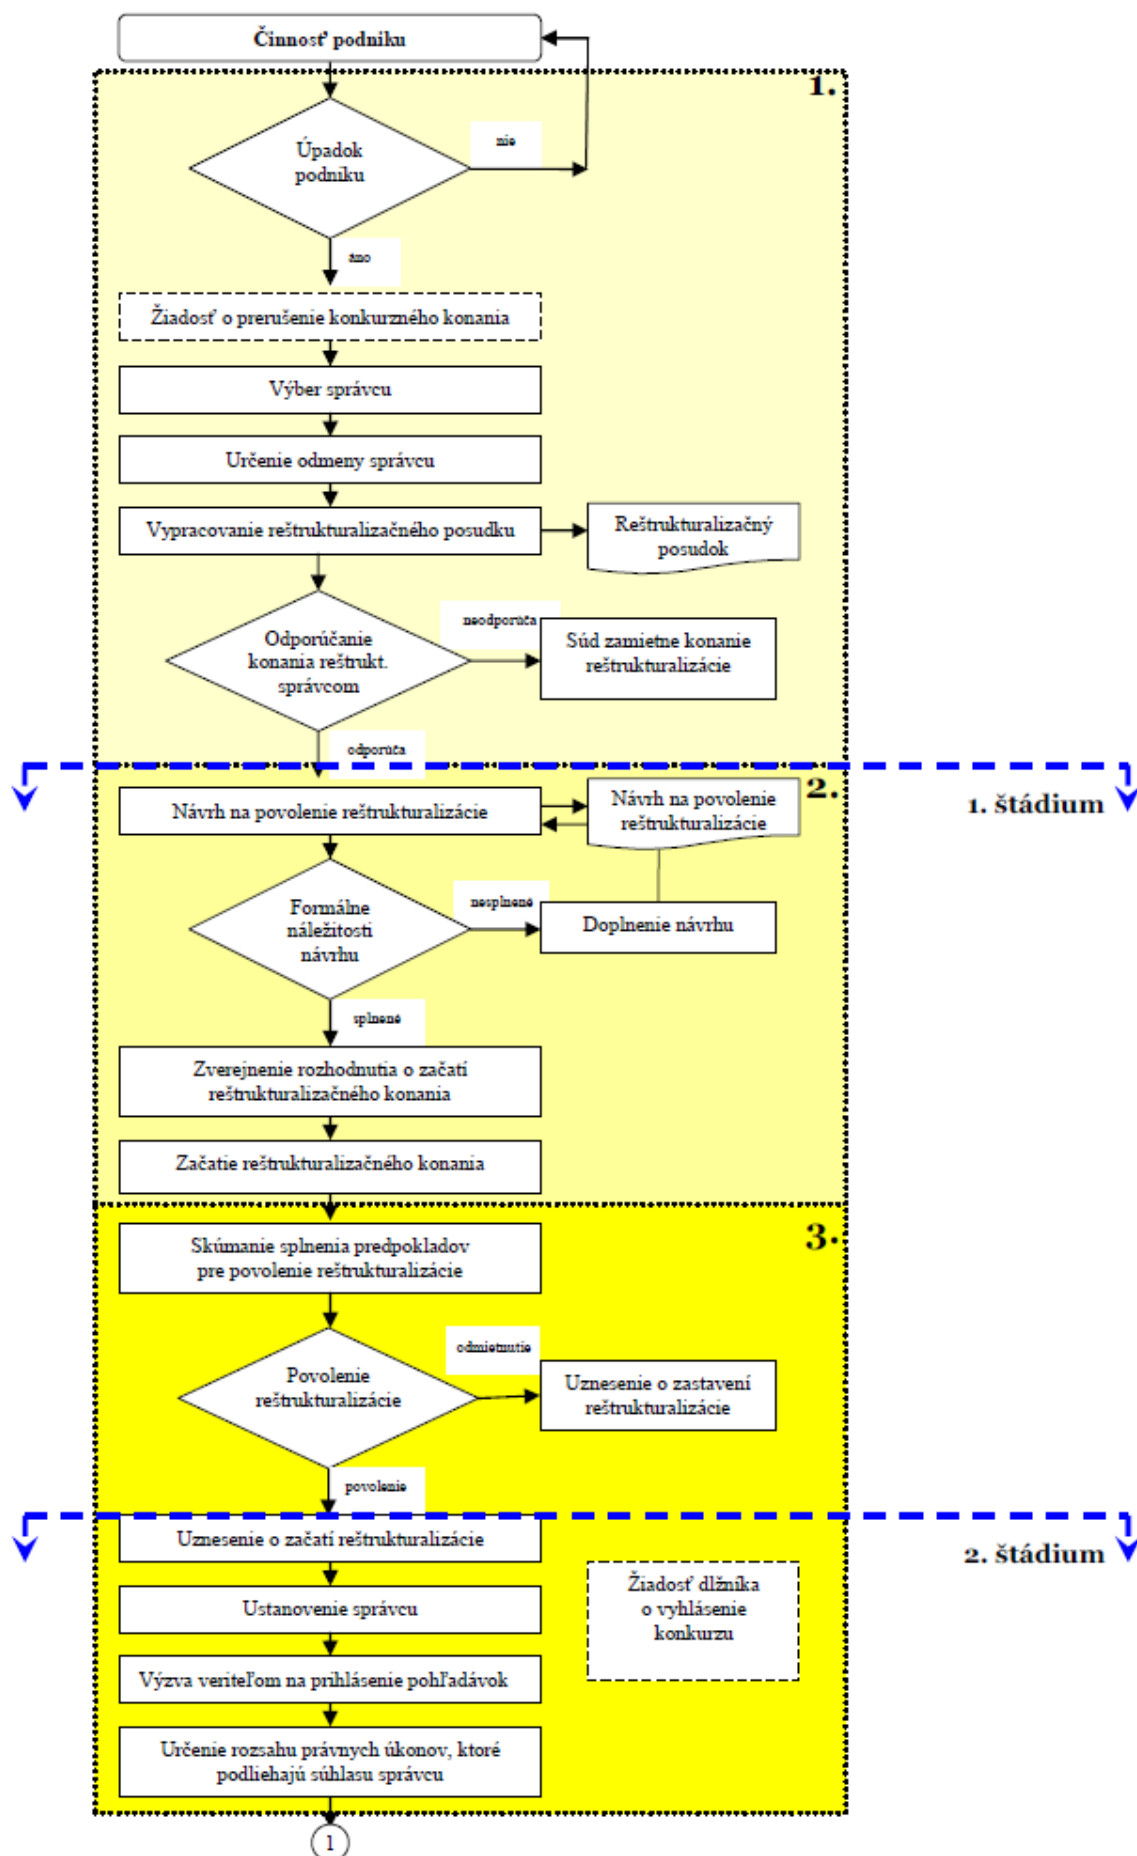 Činnosť podniku
1.
Úpadok
podniku
nie
áno
Žiadosť o prerušenie konkurzného konania
Výber správcu
Určenie odmeny správcu
Vypracovanie reštrukturalizačného posudku
Reštrukturalizačný
posudok
Odporúčanie
konania reštrukt.
správcom
neodporúča
Súd zamietne konanie
reštrukturalizácie
odporúča
1. štádium
2.
Návrh na povolenie reštrukturalizácie
Návrh na povolenie
reštrukturalizácie
Formálne
náležitosti
návrhu
nesplnené
Doplnenie návrhu
splnené
Zverejnenie rozhodnutia o začatí
reštrukturalizačného konania
Začatie reštrukturalizačného konania
3.
Skúmanie splnenia predpokladov
pre povolenie reštrukturalizácie
Povolenie
reštrukturalizácie
odmietnutie
Uznesenie o zastavení
reštrukturalizácie
povolenie
2. štádium
Uznesenie o začatí reštrukturalizácie
Ustanovenie správcu
Žiadosť dlžníka
o vyhlásenie
konkurzu
Výzva veriteľom na prihlásenie pohľadávok
Určenie rozsahu právnych úkonov, ktoré
podliehajú súhlasu správcu
1